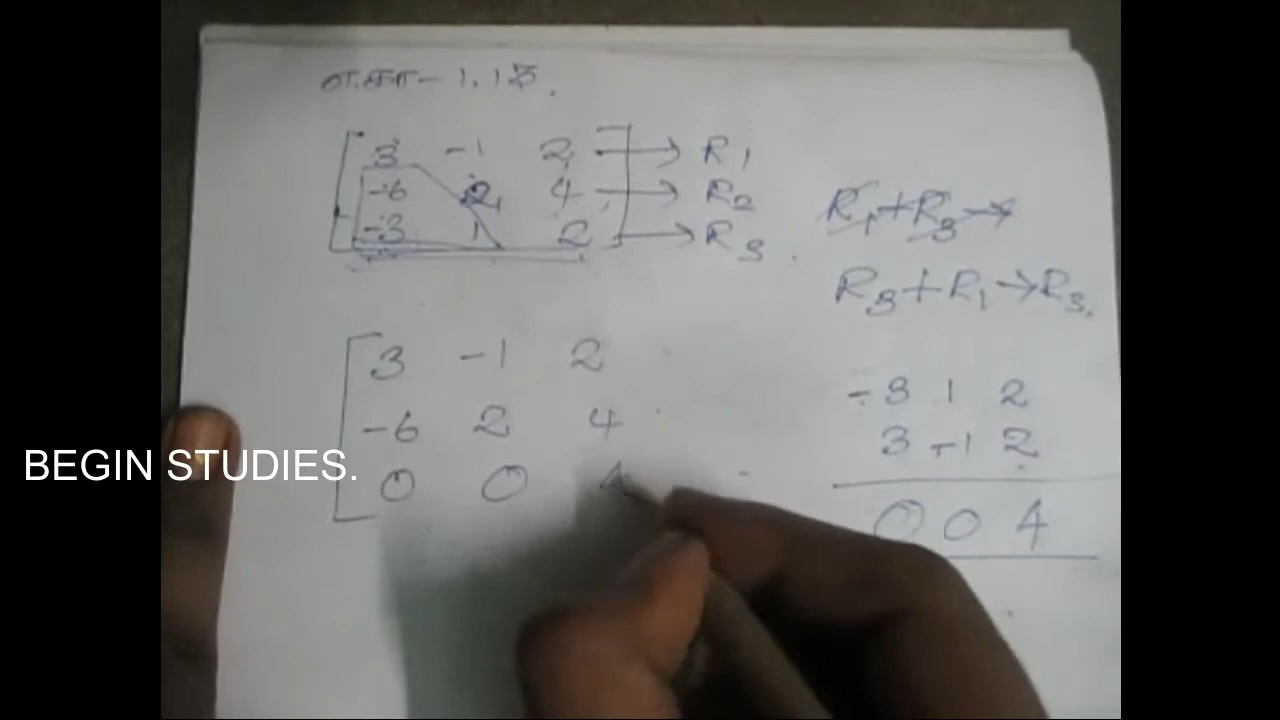 எ.கா - 1.13.
3 -1 2 → R1
-6 2 4 → R2
-3 1 2 → R3.
R1+R3 →
R3+R1→R3.
3 -1 2
-6 2 4
0 0 4
-3 1 2
3 -1 2
0 0 4
BEGIN STUDIES.